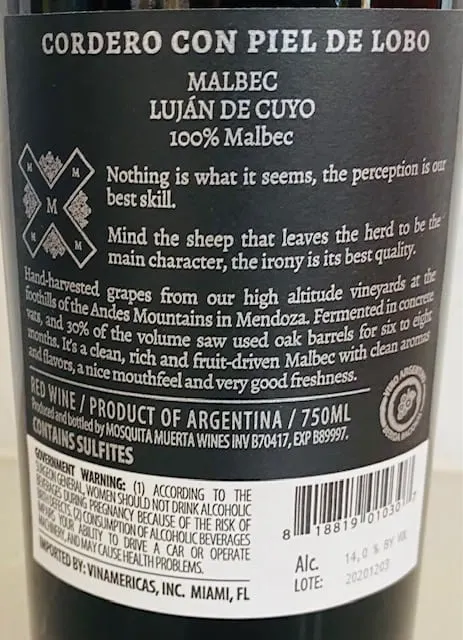 CORDERO CON PIEL DE LOBO
MALBEC
LUJÁN DE CUYO
100% Malbec
M M
M
M M
Nothing is what it seems, the perception is our
best skill.
Mind the sheep that leaves the herd to be the
main character, the irony is its best quality.
Hand-harvested grapes from our high altitude vineyards at the
foothills of the Andes Mountains in Mendoza. Fermented in concrete
vats, and 30% of the volume saw used oak barrels for six to eight
months. It's a clean, rich and fruit-driven Malbec with clean aromas
and flavors, a nice mouthfeel and very good freshness.
RED WINE / PRODUCT OF ARGENTINA / 750ML
Produced and bottled by MOSQUITA MUERTA WINES INV B70417, EXP B89997.
CONTAINS SULFITES
VINO ARGENTINO
GOVERNMENT WARNING: (1) ACCORDING TO THE
SURGEON GENERAL, WOMEN SHOULD NOT DRINK ALCOHOLIC
BEVERAGES DURING PREGNANCY BECAUSE OF THE RISK OF
BIRTH DEFECTS. (2) CONSUMPTION OF ALCOHOLIC BEVERAGES
IMPAIRS YOUR ABILITY TO DRIVE A CAR OR OPERATE
MACHINERY, AND MAY CAUSE HEALTH PROBLEMS.
IMPORTED BY: VINAMERICAS, INC. MIAMI, FL
8 18819 01030 7
Alc. 14,0 % BY VOL
LOTE: 20201203